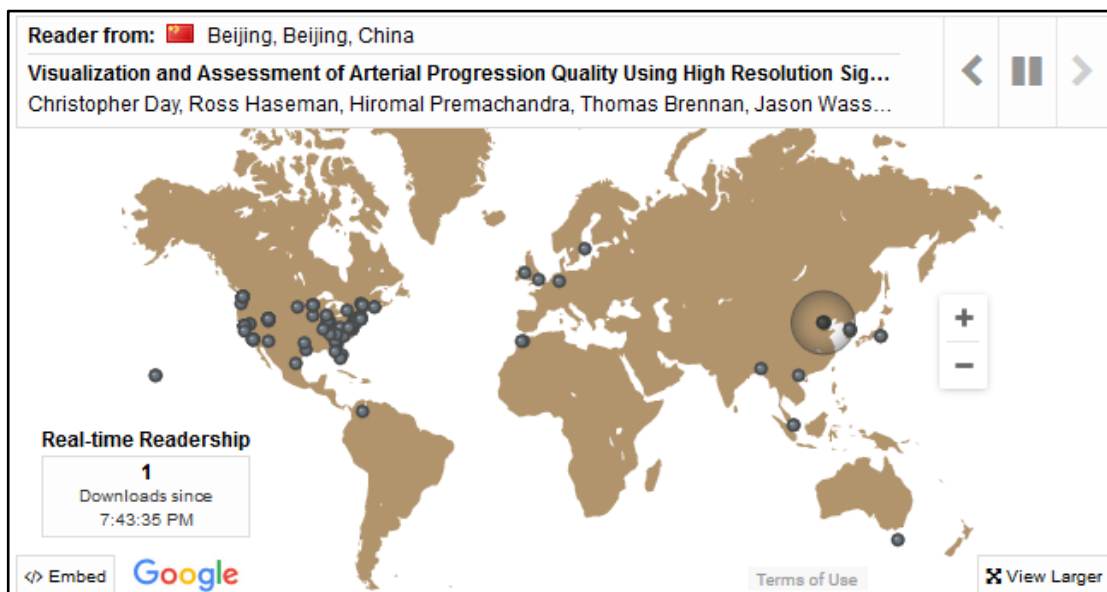 Reader from: Beijing, Beijing, China
Visualization and Assessment of Arterial Progression Quality Using High Resolution Sig...
Christopher Day, Ross Haseman, Hiromal Premachandra, Thomas Brennan, Jason Wass...
+
−
Real-time Readership
1
Downloads since
7:43:35 PM
</> Embed
Google
Terms of Use
View Larger